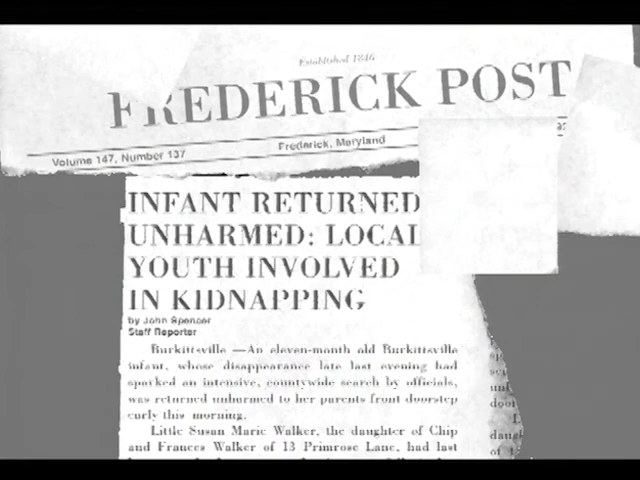 Established 1846
FREDERICK POST
Volume 147, Number 137
Frederick, Maryland
INFANT RETURNED
UNHARMED: LOCAL
YOUTH INVOLVED
IN KIDNAPPING
by John Spencer
Staff Reporter
Burkittsville —An eleven-month old Burkittsville
infant, whose disappearance late last evening had
sparked an intensive, countywide search by officials,
was returned unharmed to her parents front doorstep
early this morning.
Little Susan Marie Walker, the daughter of Chip
and Frances Walker of 13 Primrose Lane, had last